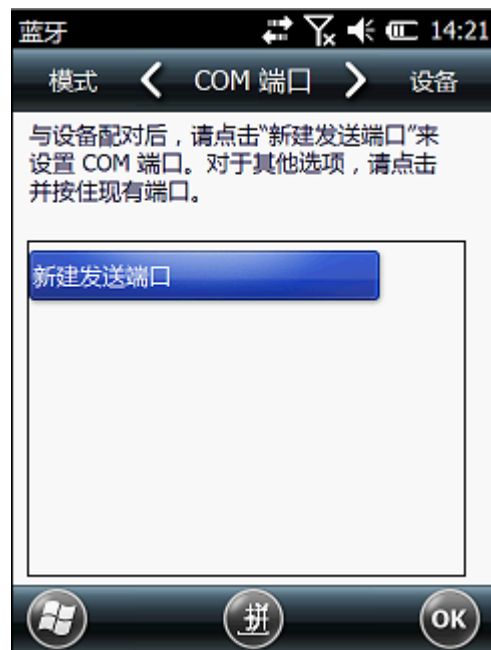 蓝牙 14:21
模式 COM 端口 设备
与设备配对后，请点击“新建发送端口”来
设置 COM 端口。对于其他选项，请点击
并按住现有端口。
新建发送端口
拼 OK